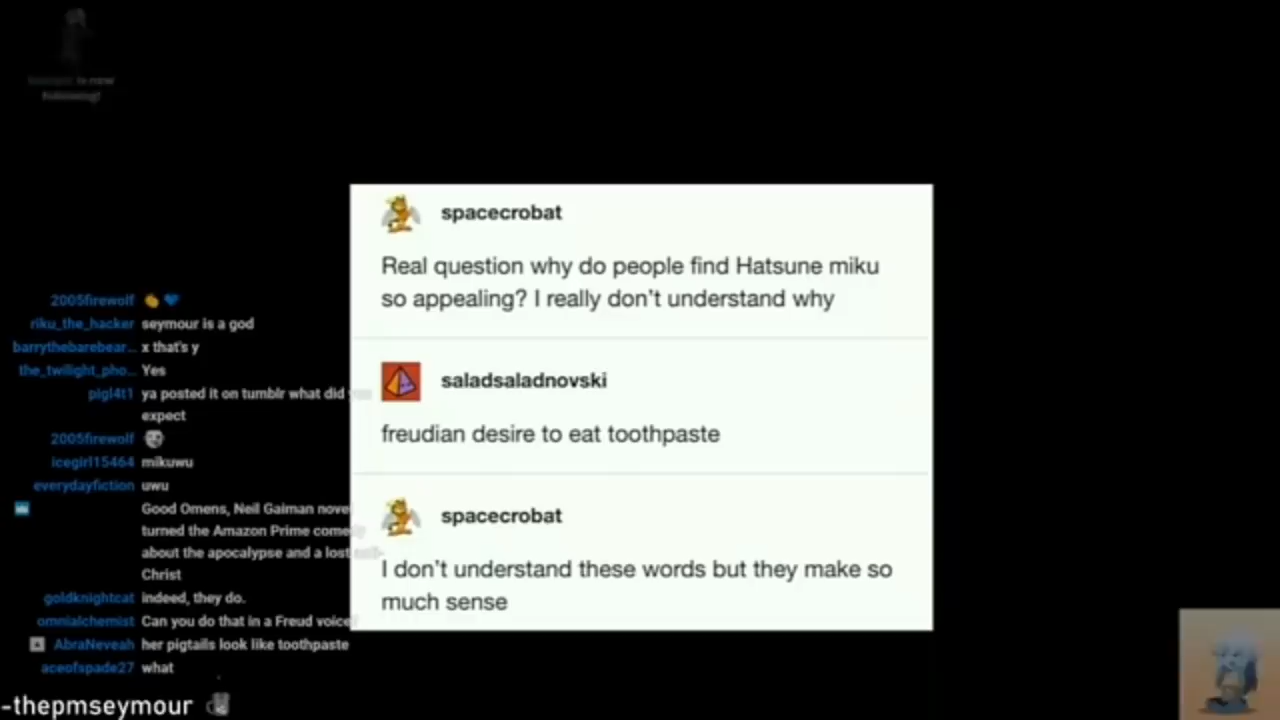 is now
following!
spacecrobat
Real question why do people find Hatsune miku
so appealing? I really don't understand why
saladsaladnovski
freudian desire to eat toothpaste
spacecrobat
I don't understand these words but they make so
much sense
2005firewolf
riku_the_hacker seymour is a god
barrythebarebear... x that's y
the_twilight_pho... Yes
pigl4t1 ya posted it on tumblr what did you
expect
2005firewolf
icegirl15464 mikuwu
everydayfiction uwu
Good Omens, Neil Gaiman nove
turned the Amazon Prime come
about the apocalypse and a lost
Christ
goldknightcat indeed, they do.
omnialchemist Can you do that in a Freud voice
AbraNeveah her pigtails look like toothpaste
aceofspade27 what
-thepmseymour